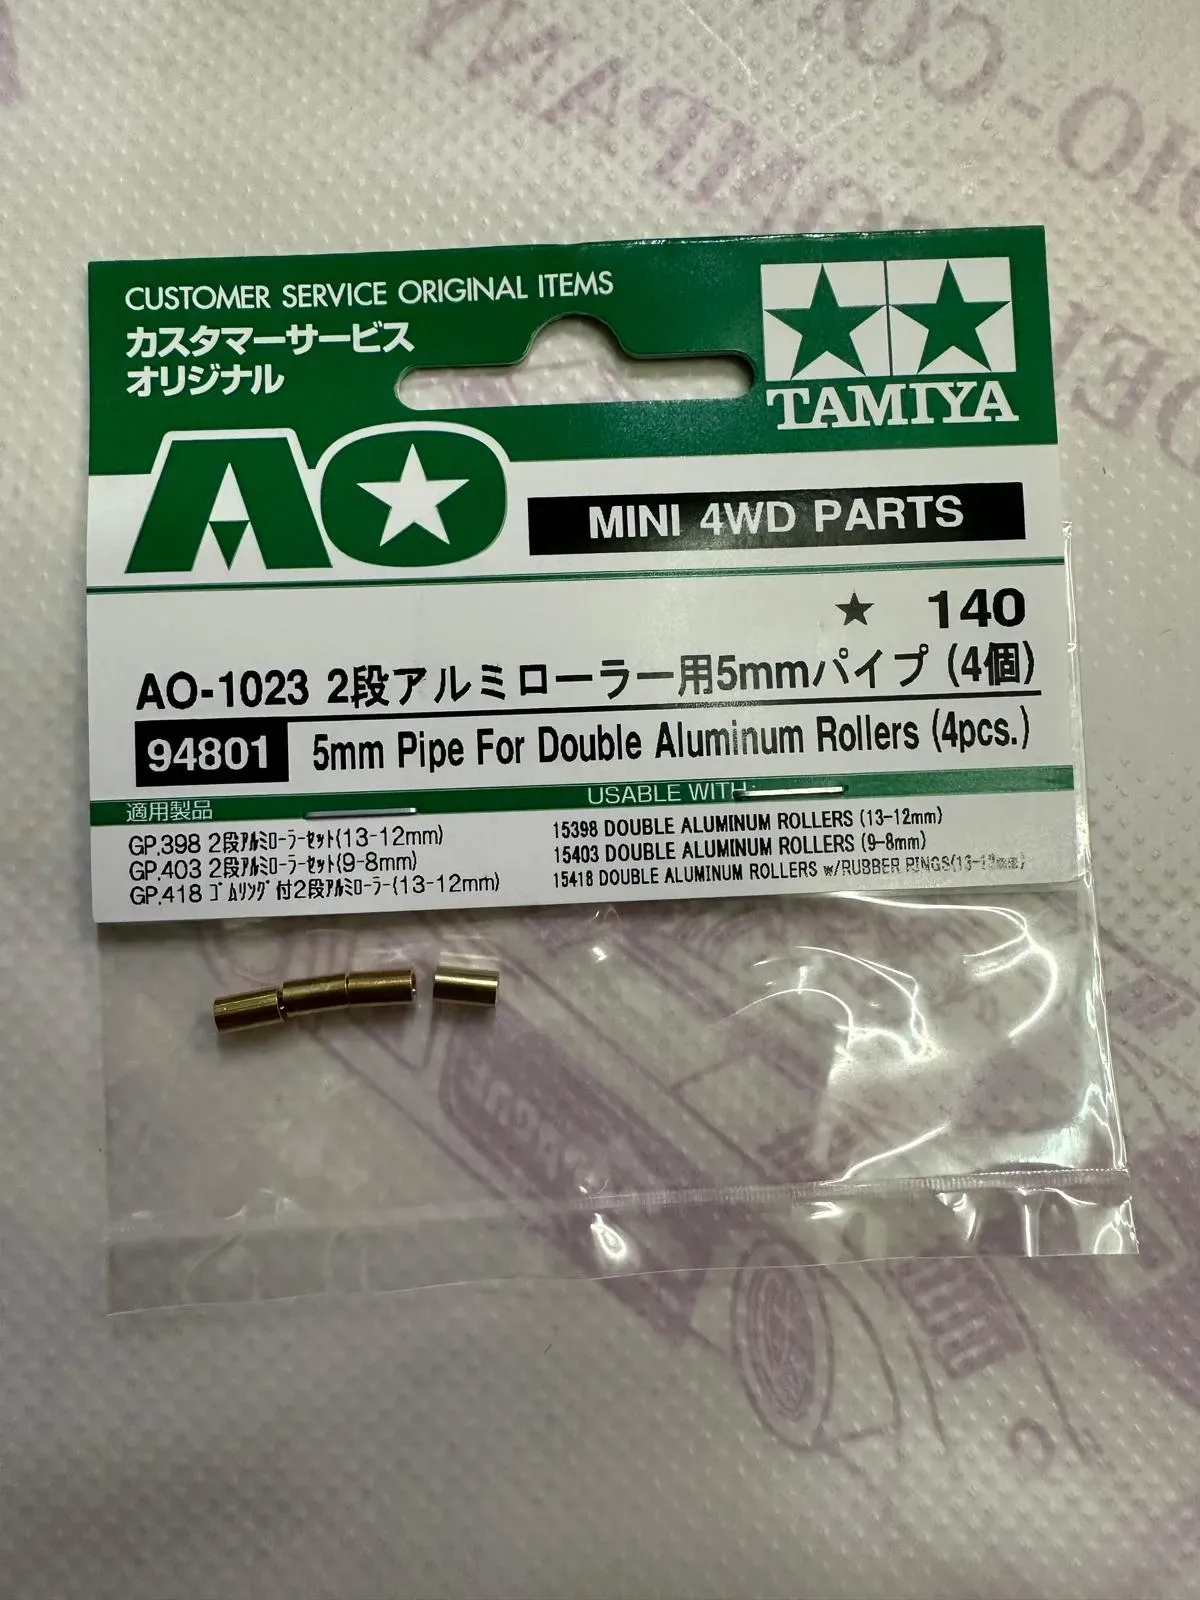 CUSTOMER SERVICE ORIGINAL ITEMS
カスタマーサービス
オリジナル
TAMIYA
AO
MINI 4WD PARTS
★ 140
AO-1023 2段アルミローラー用5mmパイプ (4個)
94801 5mm Pipe For Double Aluminum Rollers (4pcs.)
適用製品
GP.398 2段ｱﾙﾐﾛｰﾗｰｾｯﾄ(13-12mm)
GP.403 2段ｱﾙﾐﾛｰﾗｰｾｯﾄ(9-8mm)
GP.418 ｺﾞﾑﾘﾝｸﾞ付2段ｱﾙﾐﾛｰﾗｰ(13-12mm)
USABLE WITH:
15398 DOUBLE ALUMINUM ROLLERS (13-12mm)
15403 DOUBLE ALUMINUM ROLLERS (9-8mm)
15418 DOUBLE ALUMINUM ROLLERS w/RUBBER RINGS(13-12mm)